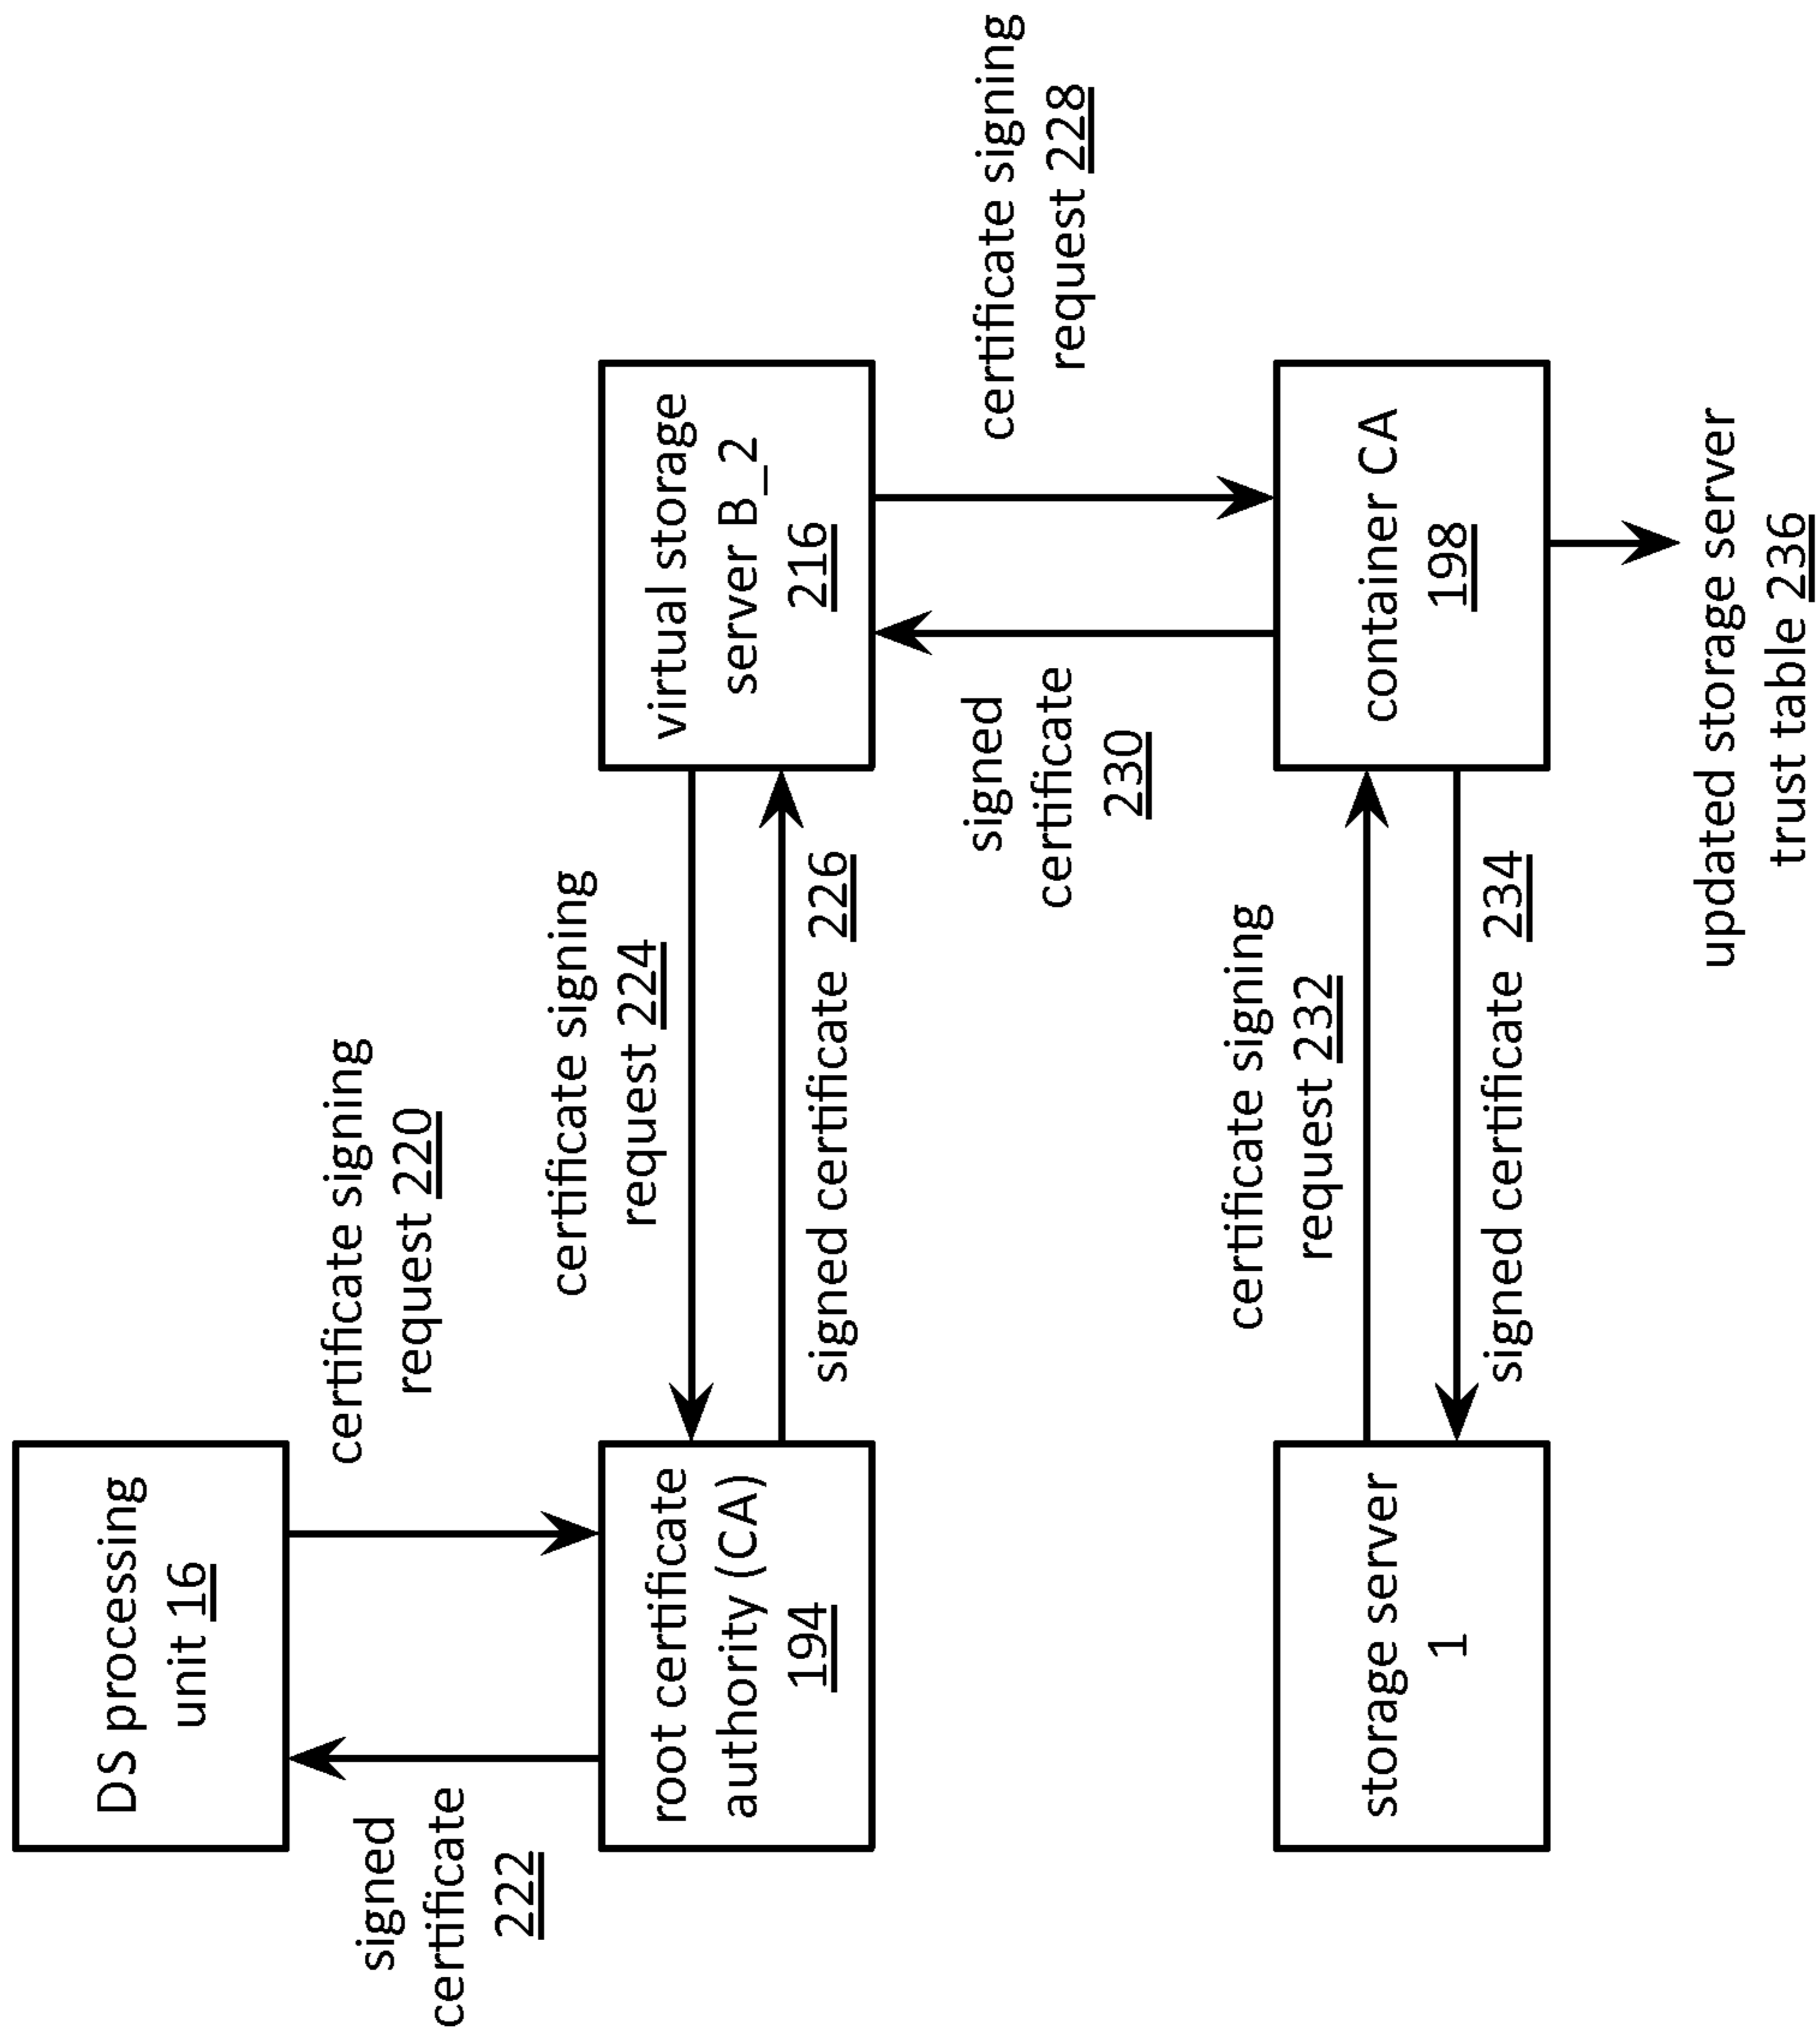 DS processing
unit 16
certificate signing
request 220
signed
certificate
222
root certificate
authority (CA)
194
certificate signing
request 224
signed certificate 226
virtual storage
server B_2
216
certificate signing
request 228
signed
certificate
230
storage server
1
certificate signing
request 232
signed certificate 234
container CA
198
updated storage server
trust table 236